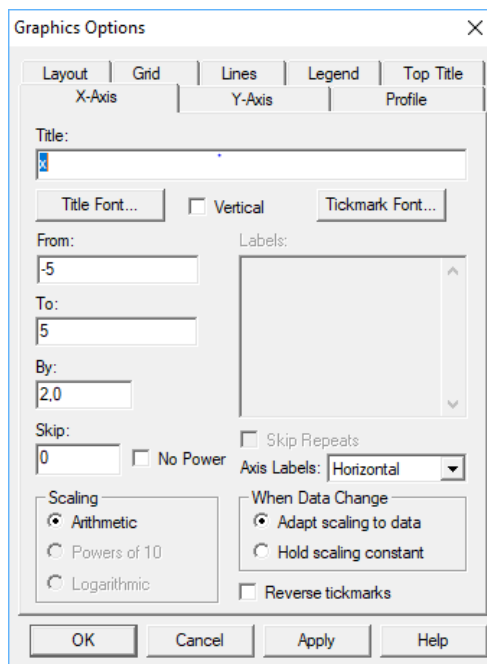 Graphics Options
Layout Grid Lines Legend Top Title
X-Axis Y-Axis Profile
Title:
x
Title Font... Vertical Tickmark Font...
From: Labels:
-5
To:
5
By:
2,0
Skip:
0 No Power
Skip Repeats
Axis Labels: Horizontal
Scaling When Data Change
Arithmetic Adapt scaling to data
Powers of 10 Hold scaling constant
Logarithmic Reverse tickmarks
OK Cancel Apply Help